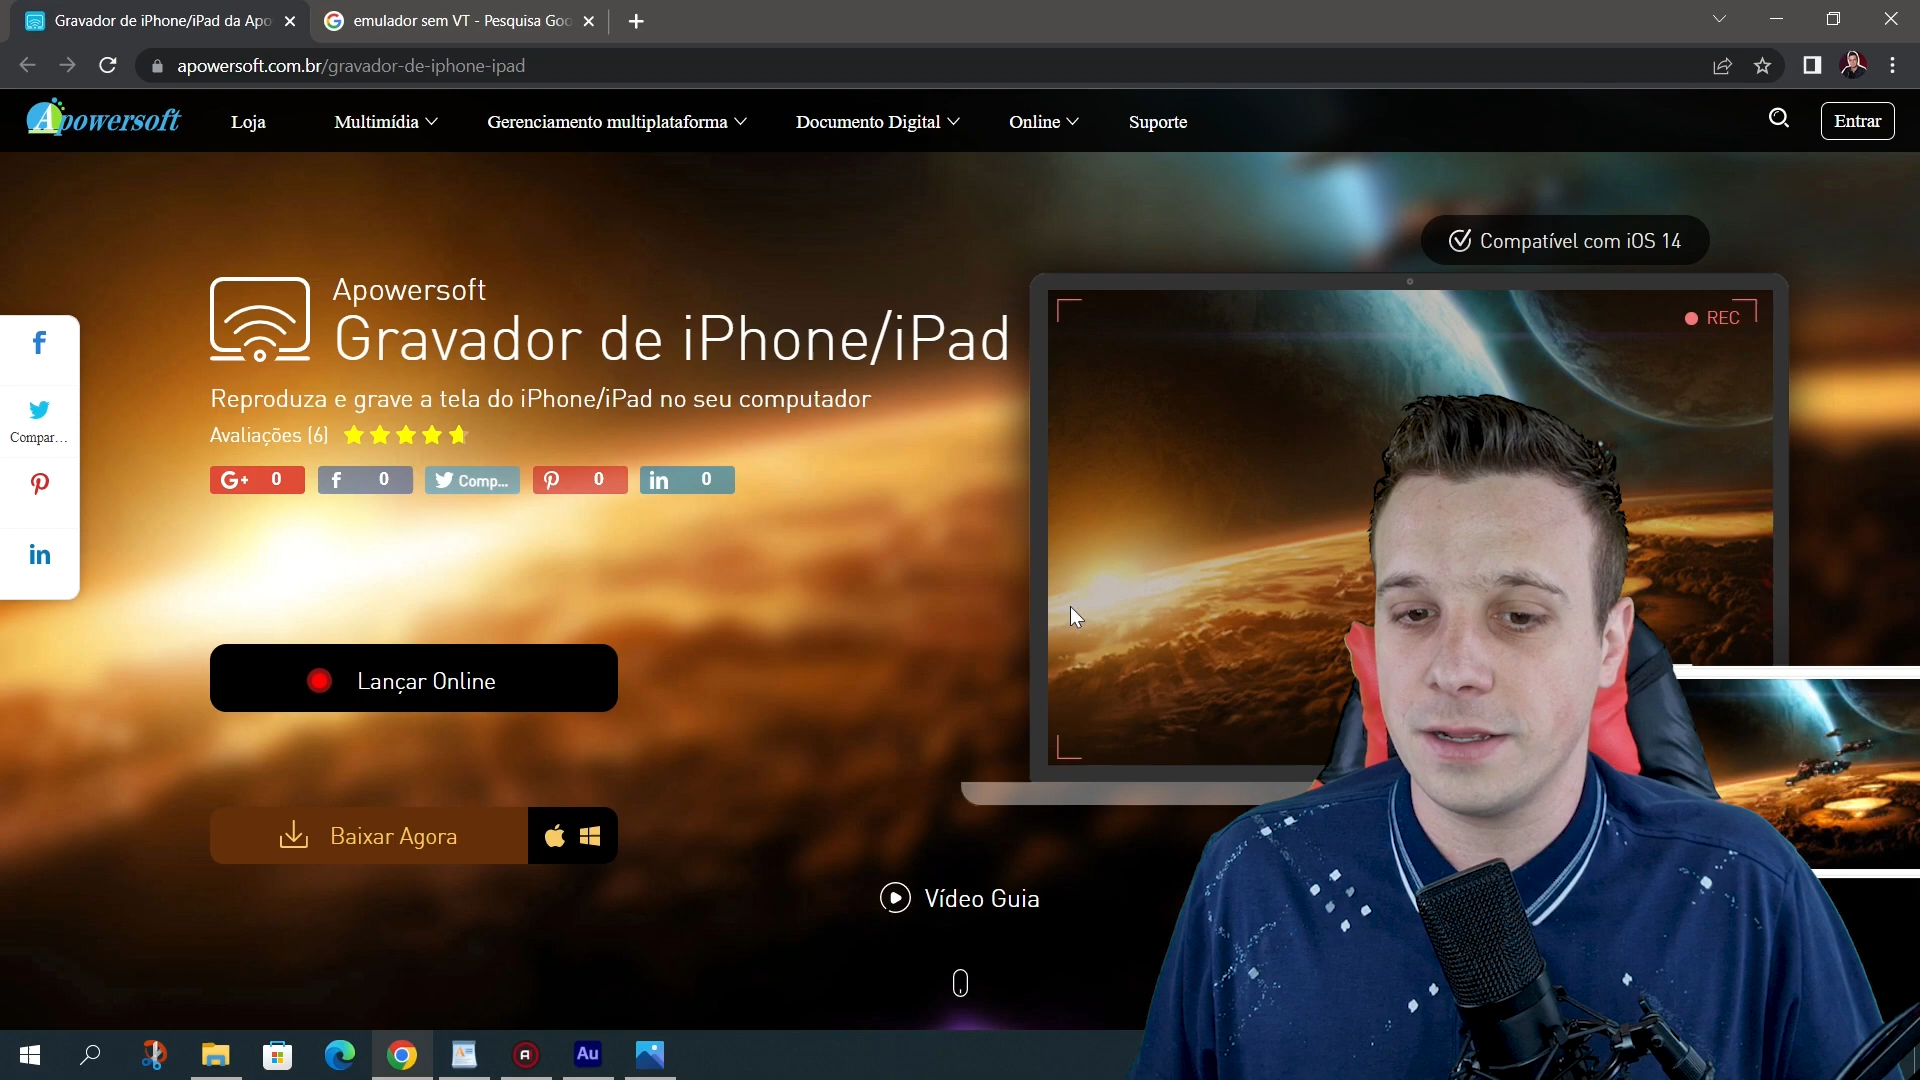 Gravador de iPhone/iPad da Apo
emulador sem VT - Pesquisa Goo
apowersoft.com.br/gravador-de-iphone-ipad
Apowersoft
Loja
Multimídia
Gerenciamento multiplataforma
Documento Digital
Online
Suporte
Entrar
Compatível com iOS 14
Apowersoft
Gravador de iPhone/iPad
REC
Reproduza e grave a tela do iPhone/iPad no seu computador
Avaliações (6)
G+ 0
f 0
Comp...
0
in 0
f
Compar...
in
Lançar Online
Baixar Agora
Vídeo Guia
Au